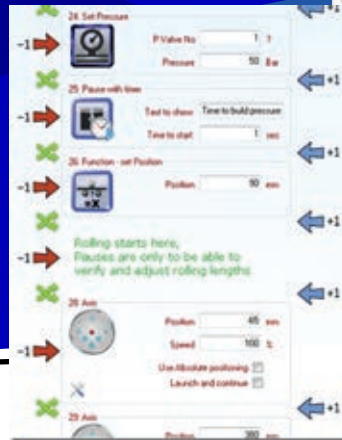 24. Set Pressure
+1
-1
P.Valve No 1 ?
Pressure 50 Bar
+1
25. Pause with timer
-1
Text to show Time to build pressure
Time to start 1 sec
+1
26. Function - set Position
-1
Position 90 mm
+1
Rolling starts here,
-1
Pauses are only to be able to
verify and adjust rolling lengths
+1
28. Axis
Position 45 mm
-1
Speed 100 %
Use Absolute positioning
Launch and continue
+1
29. Axis
Position